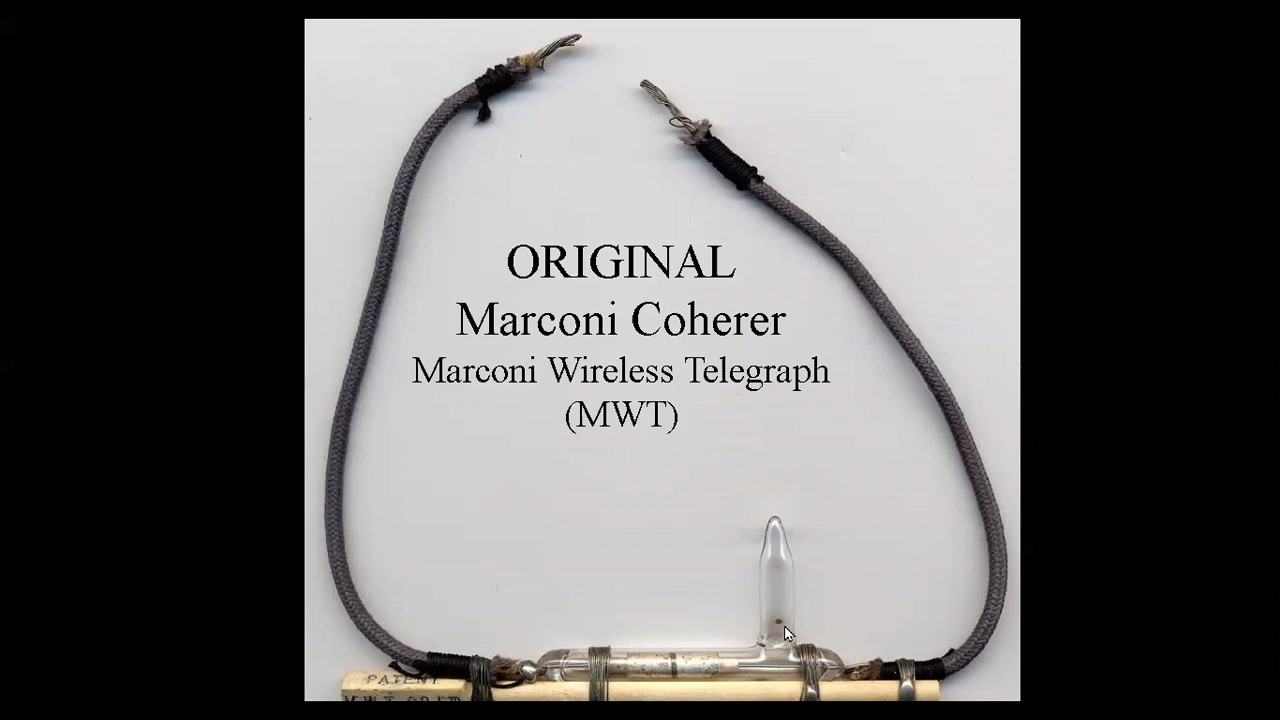 ORIGINAL
Marconi Coherer
Marconi Wireless Telegraph
(MWT)
PATENT